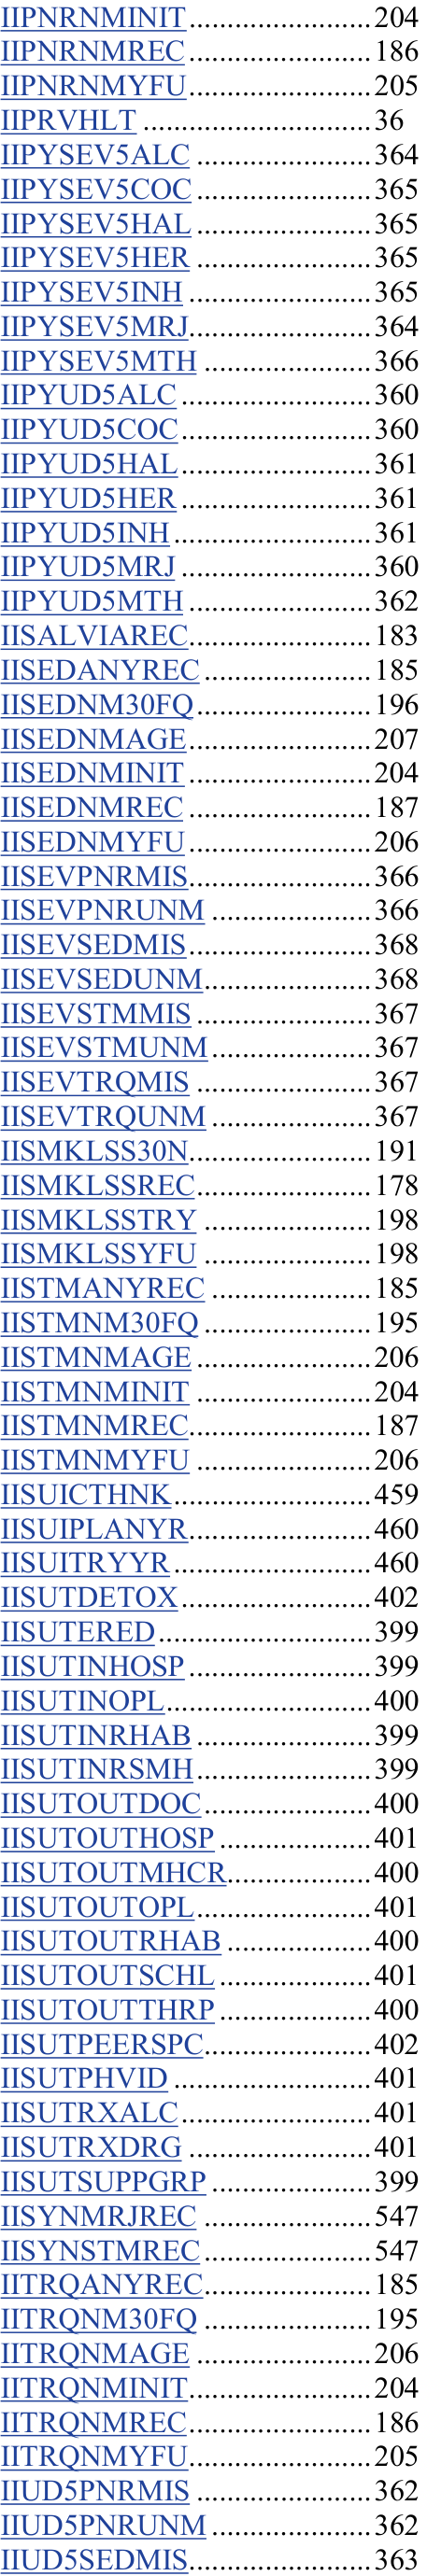 IIPNRNMINIT.........................204
IIPNRNMREC.........................186
IIPNRNMYFU.........................205
IIPRVHLT ...............................36
IIPYSEV5ALC ........................364
IIPYSEV5COC........................365
IIPYSEV5HAL ........................365
IIPYSEV5HER ........................365
IIPYSEV5INH .........................365
IIPYSEV5MRJ.........................364
IIPYSEV5MTH .......................366
IIPYUD5ALC ..........................360
IIPYUD5COC..........................360
IIPYUD5HAL..........................361
IIPYUD5HER..........................361
IIPYUD5INH ...........................361
IIPYUD5MRJ ..........................360
IIPYUD5MTH .........................362
IISALVIAREC.........................183
IISEDANYREC.......................185
IISEDNM30FQ........................196
IISEDNMAGE.........................207
IISEDNMINIT .........................204
IISEDNMREC .........................187
IISEDNMYFU.........................206
IISEVPNRMIS.........................366
IISEVPNRUNM ......................366
IISEVSEDMIS.........................368
IISEVSEDUNM.......................368
IISEVSTMMIS ........................367
IISEVSTMUNM......................367
IISEVTRQMIS ........................367
IISEVTRQUNM ......................367
IISMKLSS30N.........................191
IISMKLSSREC........................178
IISMKLSSTRY .......................198
IISMKLSSYFU .......................198
IISTMANYREC ......................185
IISTMNM30FQ .......................195
IISTMNMAGE ........................206
IISTMNMINIT ........................204
IISTMNMREC.........................187
IISTMNMYFU ........................206
IISUICTHNK...........................459
IISUIPLANYR.........................460
IISUITRYYR ...........................460
IISUTDETOX..........................402
IISUTERED.............................399
IISUTINHOSP.........................399
IISUTINOPL............................400
IISUTINRHAB ........................399
IISUTINRSMH........................399
IISUTOUTDOC.......................400
IISUTOUTHOSP .....................401
IISUTOUTMHCR....................400
IISUTOUTOPL........................401
IISUTOUTRHAB ....................400
IISUTOUTSCHL .....................401
IISUTOUTTHRP .....................400
IISUTPEERSPC.......................402
IISUTPHVID ...........................401
IISUTRXALC..........................401
IISUTRXDRG .........................401
IISUTSUPPGRP ......................399
IISYNMRJREC .......................547
IISYNSTMREC.......................547
IITRQANYREC.......................185
IITRQNM30FQ .......................195
IITRQNMAGE ........................206
IITRQNMINIT.........................204
IITRQNMREC.........................186
IITRQNMYFU.........................205
IIUD5PNRMIS ........................362
IIUD5PNRUNM ......................362
IIUD5SEDMIS.........................363